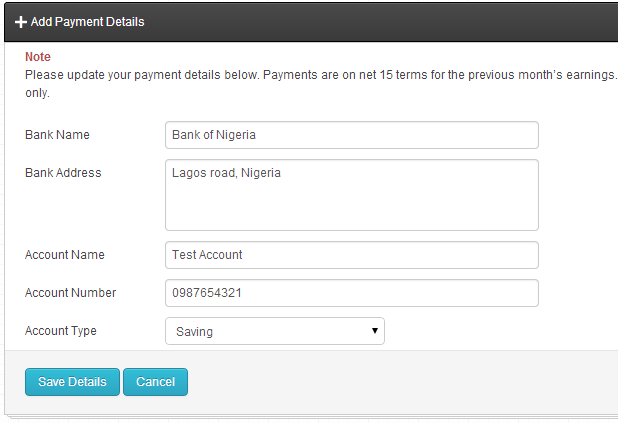 Add Payment Details
Note
Please update your payment details below. Payments are on net 15 terms for the previous month's earnings.
only.
Bank Name
Bank of Nigeria
Bank Address
Lagos road, Nigeria
Account Name
Test Account
Account Number
0987654321
Account Type
Saving
Save Details
Cancel